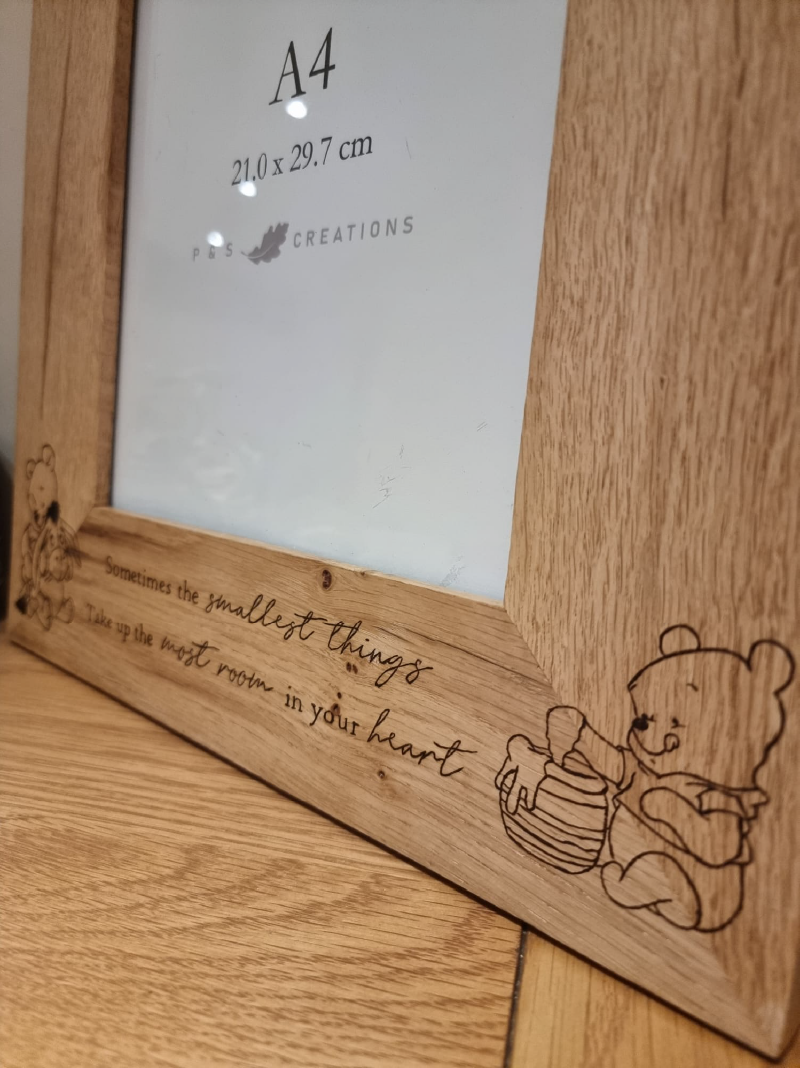 A4
21.0 x 29.7 cm
P & S CREATIONS
Sometimes the smallest things
Take up the most room in your heart